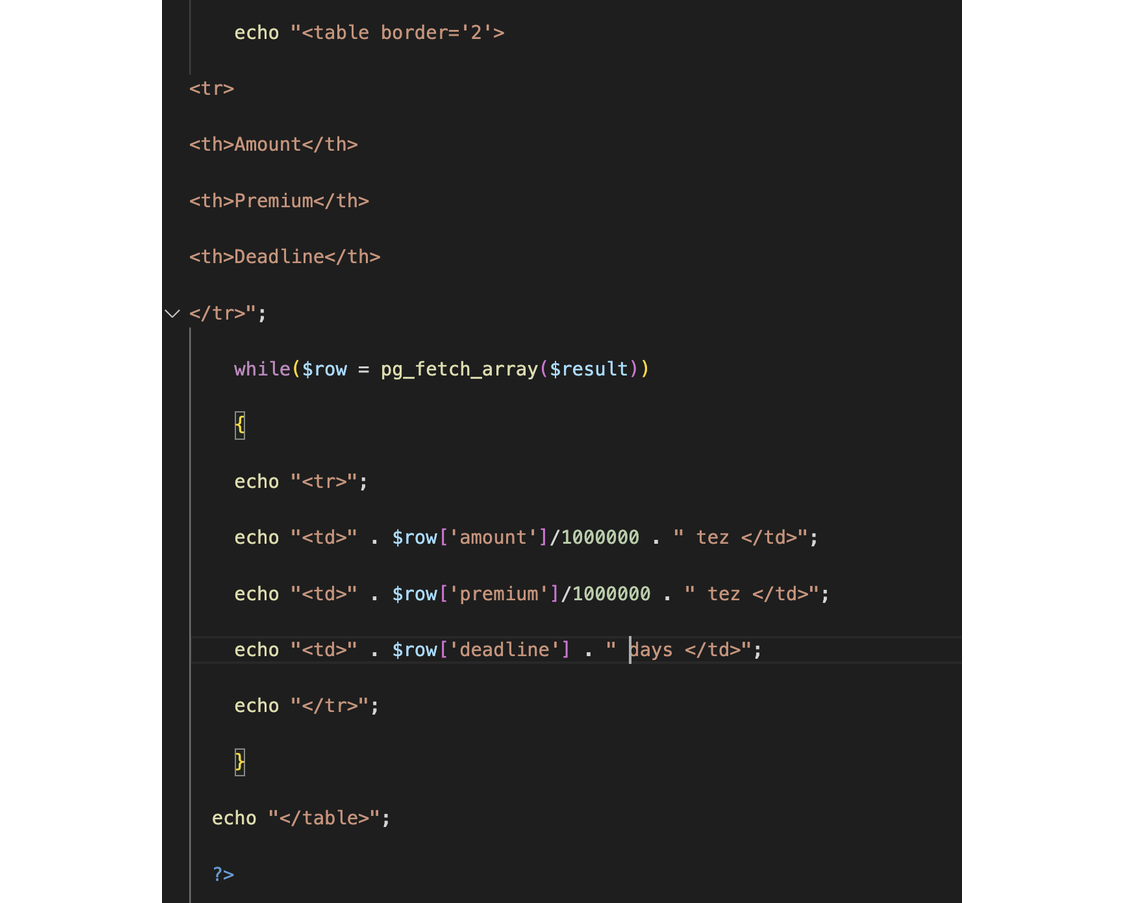 echo "<table border='2'>
<tr>
<th>Amount</th>
<th>Premium</th>
<th>Deadline</th>
</tr>";
while($row = pg_fetch_array($result))
{
echo "<tr>";
echo "<td>" . $row['amount']/1000000 . " tez </td>";
echo "<td>" . $row['premium']/1000000 . " tez </td>";
echo "<td>" . $row['deadline'] . " days </td>";
echo "</tr>";
}
echo "</table>";
?>